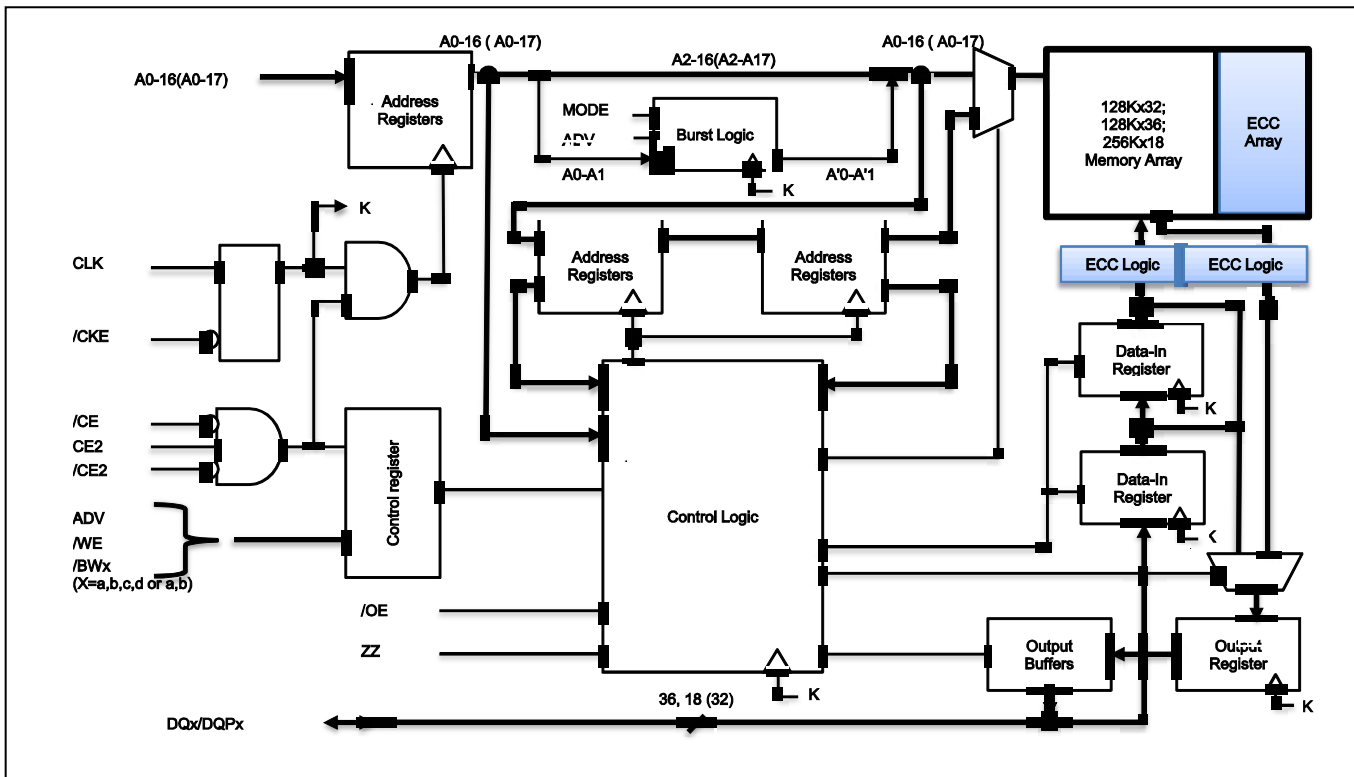 A0-16 ( A0-17)
A0-16 ( A0-17)
A0-16(A0-17)
A2-16(A2-A17)
Address
Registers
MODE
ADV
Burst Logic
A0-A1
A'0-A'1
K
128Kx32;
128Kx36;
256Kx18
Memory Array
ECC
Array
K
CLK
/CKE
Address
Registers
Address
Registers
ECC Logic
ECC Logic
Data-In
Register
K
/CE
CE2
/CE2
Control register
Control Logic
Data-In
Register
K
ADV
/WE
/BWx
(X=a,b,c,d or a,b)
/OE
ZZ
K
Output
Buffers
Output
Register
K
36, 18 (32)
DQx/DQPx